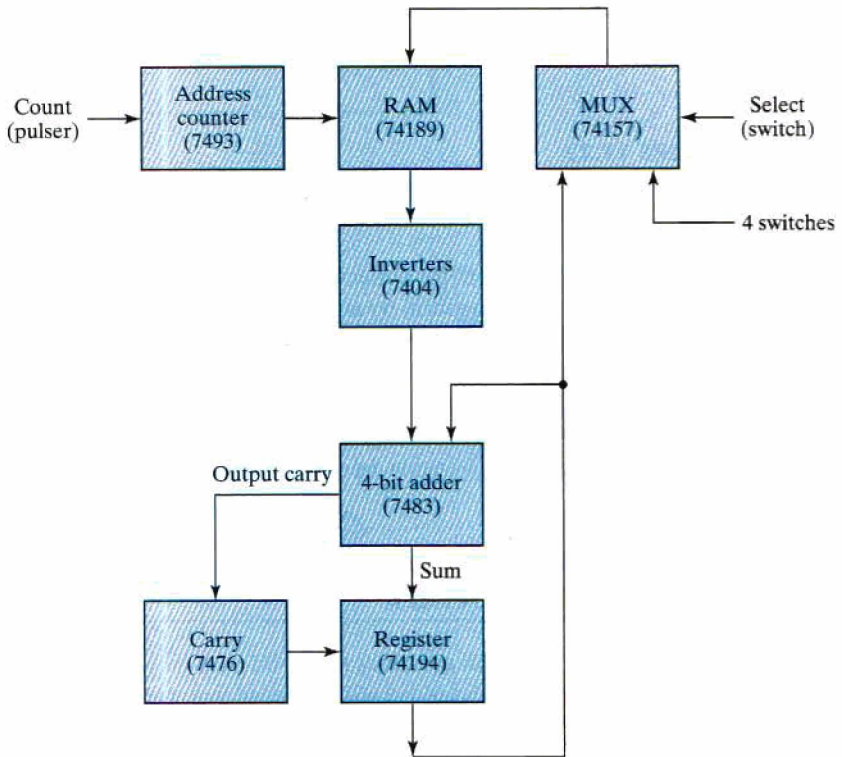 Count
(pulser)
Address
counter
(7493)
RAM
(74189)
MUX
(74157)
Select
(switch)
4 switches
Inverters
(7404)
Output carry
4-bit adder
(7483)
Sum
Carry
(7476)
Register
(74194)